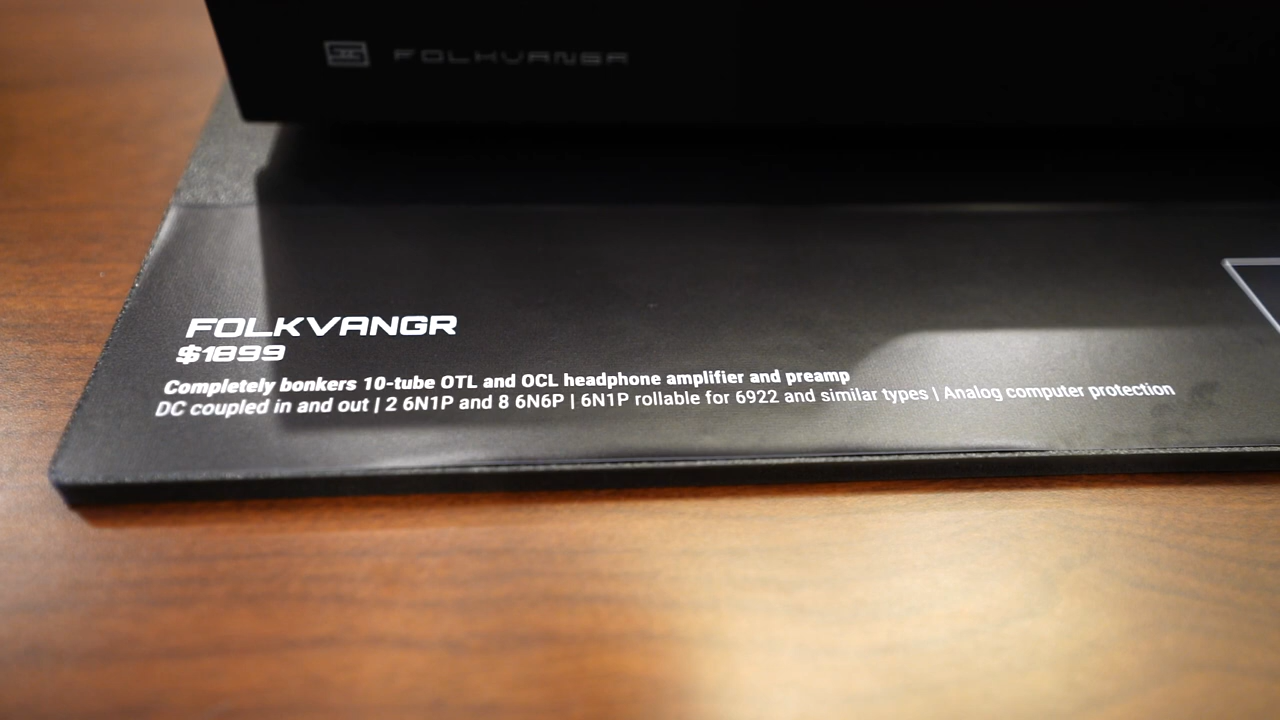 FOLKVANGR
FOLKVANGR
$1899
Completely bonkers 10-tube OTL and OCL headphone amplifier and preamp
DC coupled in and out | 2 6N1P and 8 6N6P | 6N1P rollable for 6922 and similar types | Analog computer protection